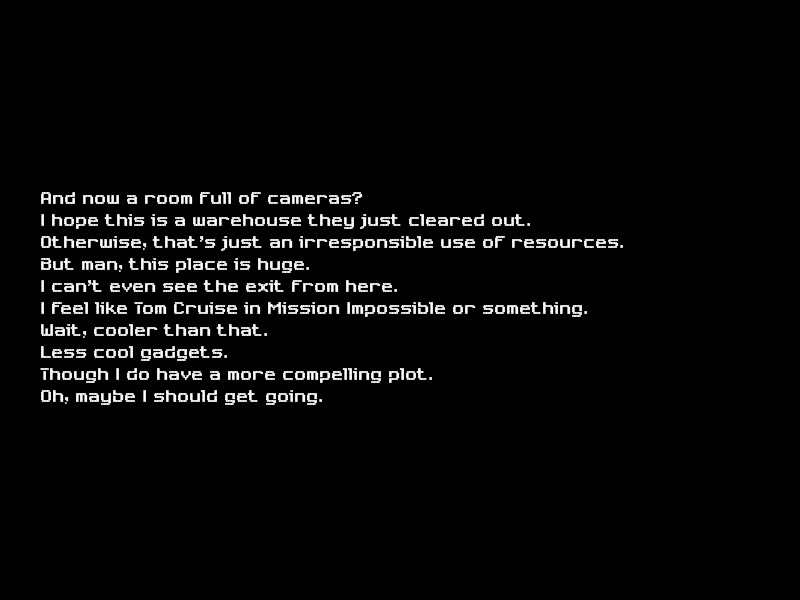 And now a room full of cameras?
I hope this is a warehouse they just cleared out.
Otherwise, that's just an irresponsible use of resources.
But man, this place is huge.
I can't even see the exit from here.
I feel like Tom Cruise in Mission Impossible or something.
Wait, cooler than that.
Less cool gadgets.
Though I do have a more compelling plot.
Oh, maybe I should get going.